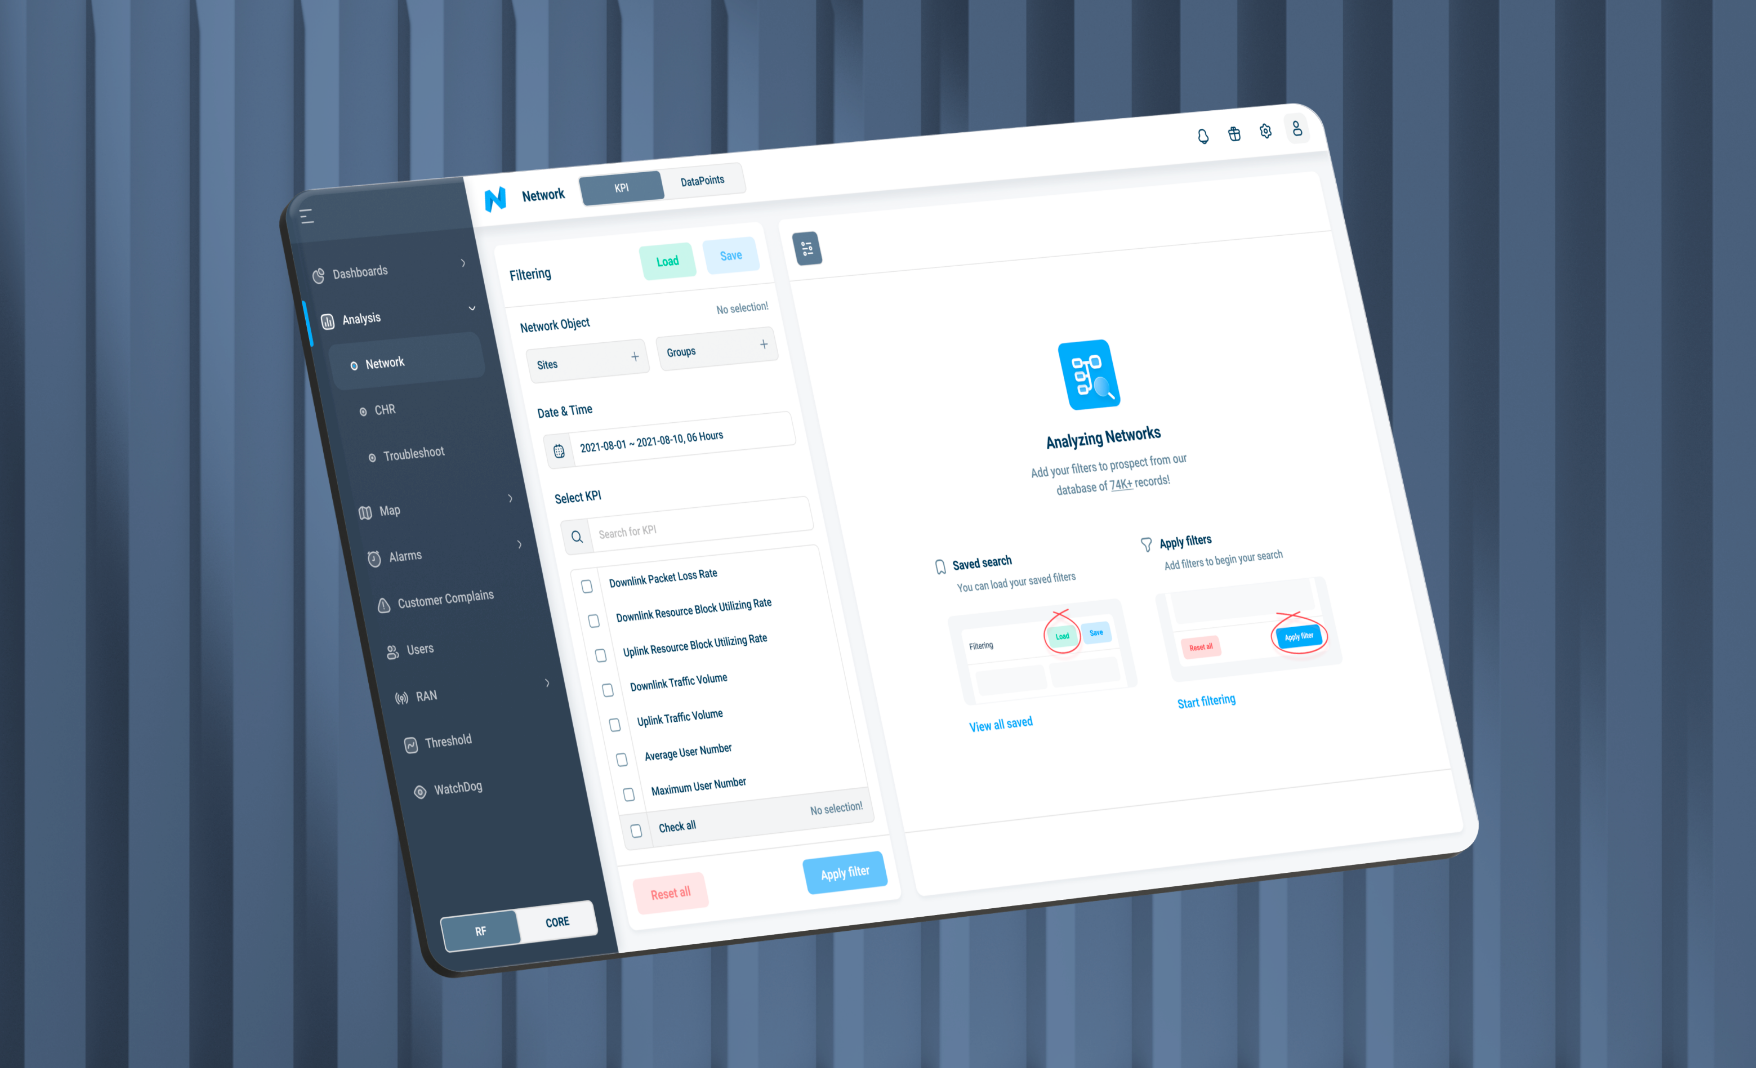 Dashboards
Analysis
Network
CHR
Troubleshoot
Map
Alarms
Customer Complains
Users
RAN
Threshold
WatchDog
RF
CORE
Network
KPI
DataPoints
Filtering
Load
Save
Network Object
No selection!
Sites
Groups
Date & Time
2021-08-01 ~ 2021-08-10, 06 Hours
Select KPI
Search for KPI
Downlink Packet Loss Rate
Downlink Resource Block Utilizing Rate
Uplink Resource Block Utilizing Rate
Downlink Traffic Volume
Uplink Traffic Volume
Average User Number
Maximum User Number
Check all
No selection!
Reset all
Apply filter
Analyzing Networks
Add your filters to prospect from our
database of 74K+ records!
Saved search
You can load your saved filters
Filtering
Load
Save
View all saved
Apply filters
Add filters to begin your search
Reset all
Apply filter
Start filtering